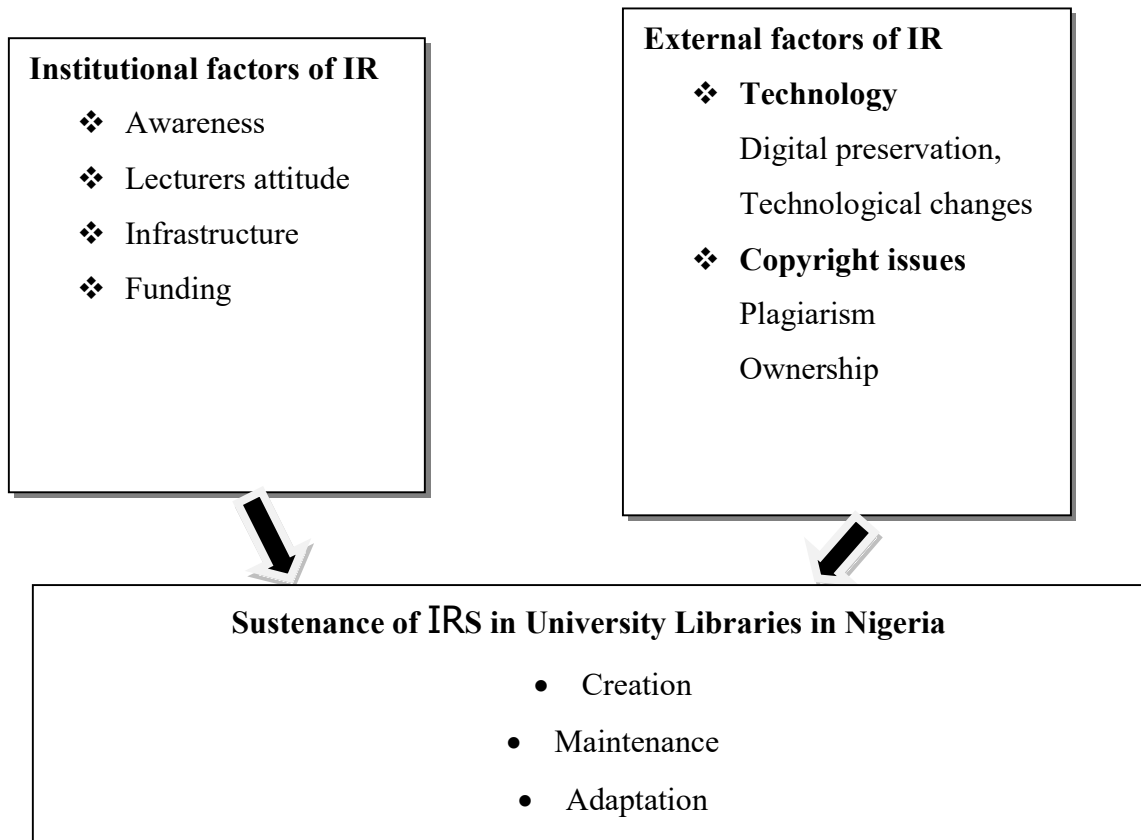 Institutional factors of IR
❖ Awareness
❖ Lecturers attitude
❖ Infrastructure
❖ Funding
External factors of IR
❖ Technology
Digital preservation,
Technological changes
❖ Copyright issues
Plagiarism
Ownership
Sustenance of IRS in University Libraries in Nigeria
• Creation
• Maintenance
• Adaptation